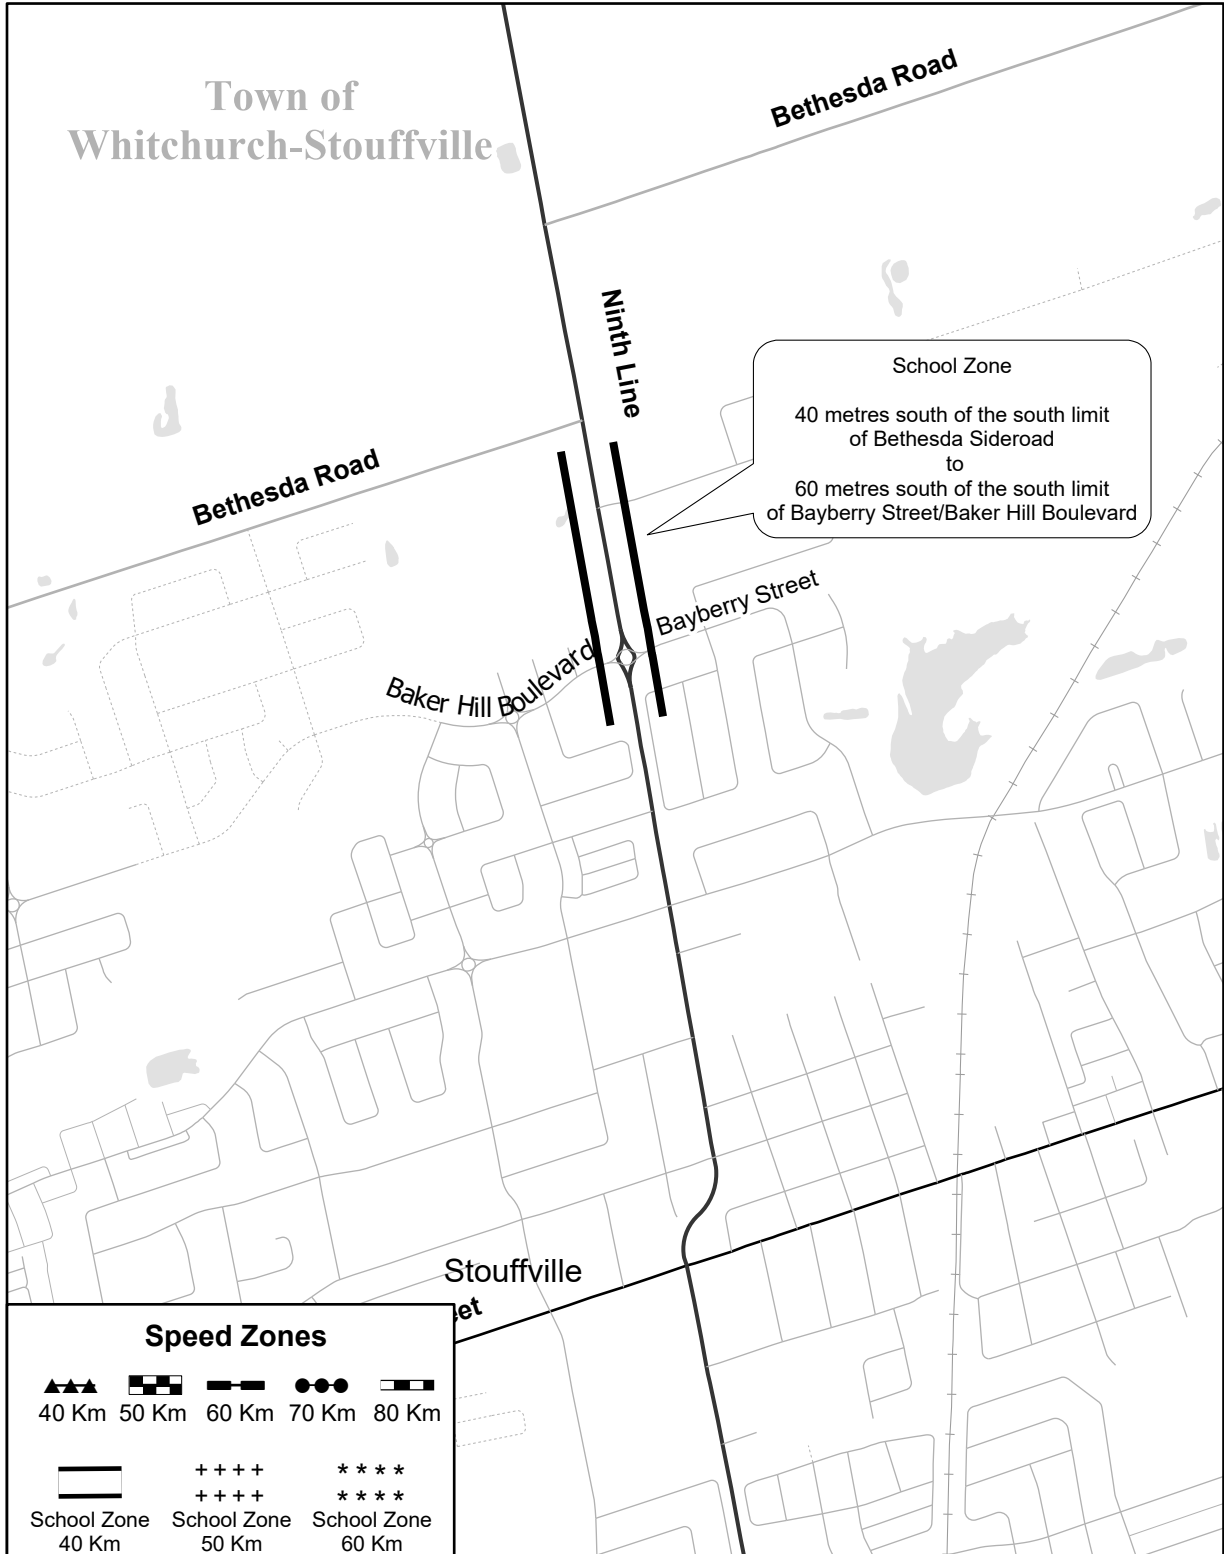 Town of
Whitchurch-Stouffville
Bethesda Road
Ninth Line
School Zone
40 metres south of the south limit
of Bethesda Sideroad
to
60 metres south of the south limit
of Bayberry Street/Baker Hill Boulevard
Bethesda Road
Bayberry Street
Baker Hill Boulevard
Stouffville
eet
Speed Zones
40 Km 50 Km 60 Km 70 Km 80 Km
School Zone School Zone School Zone
40 Km 50 Km 60 Km